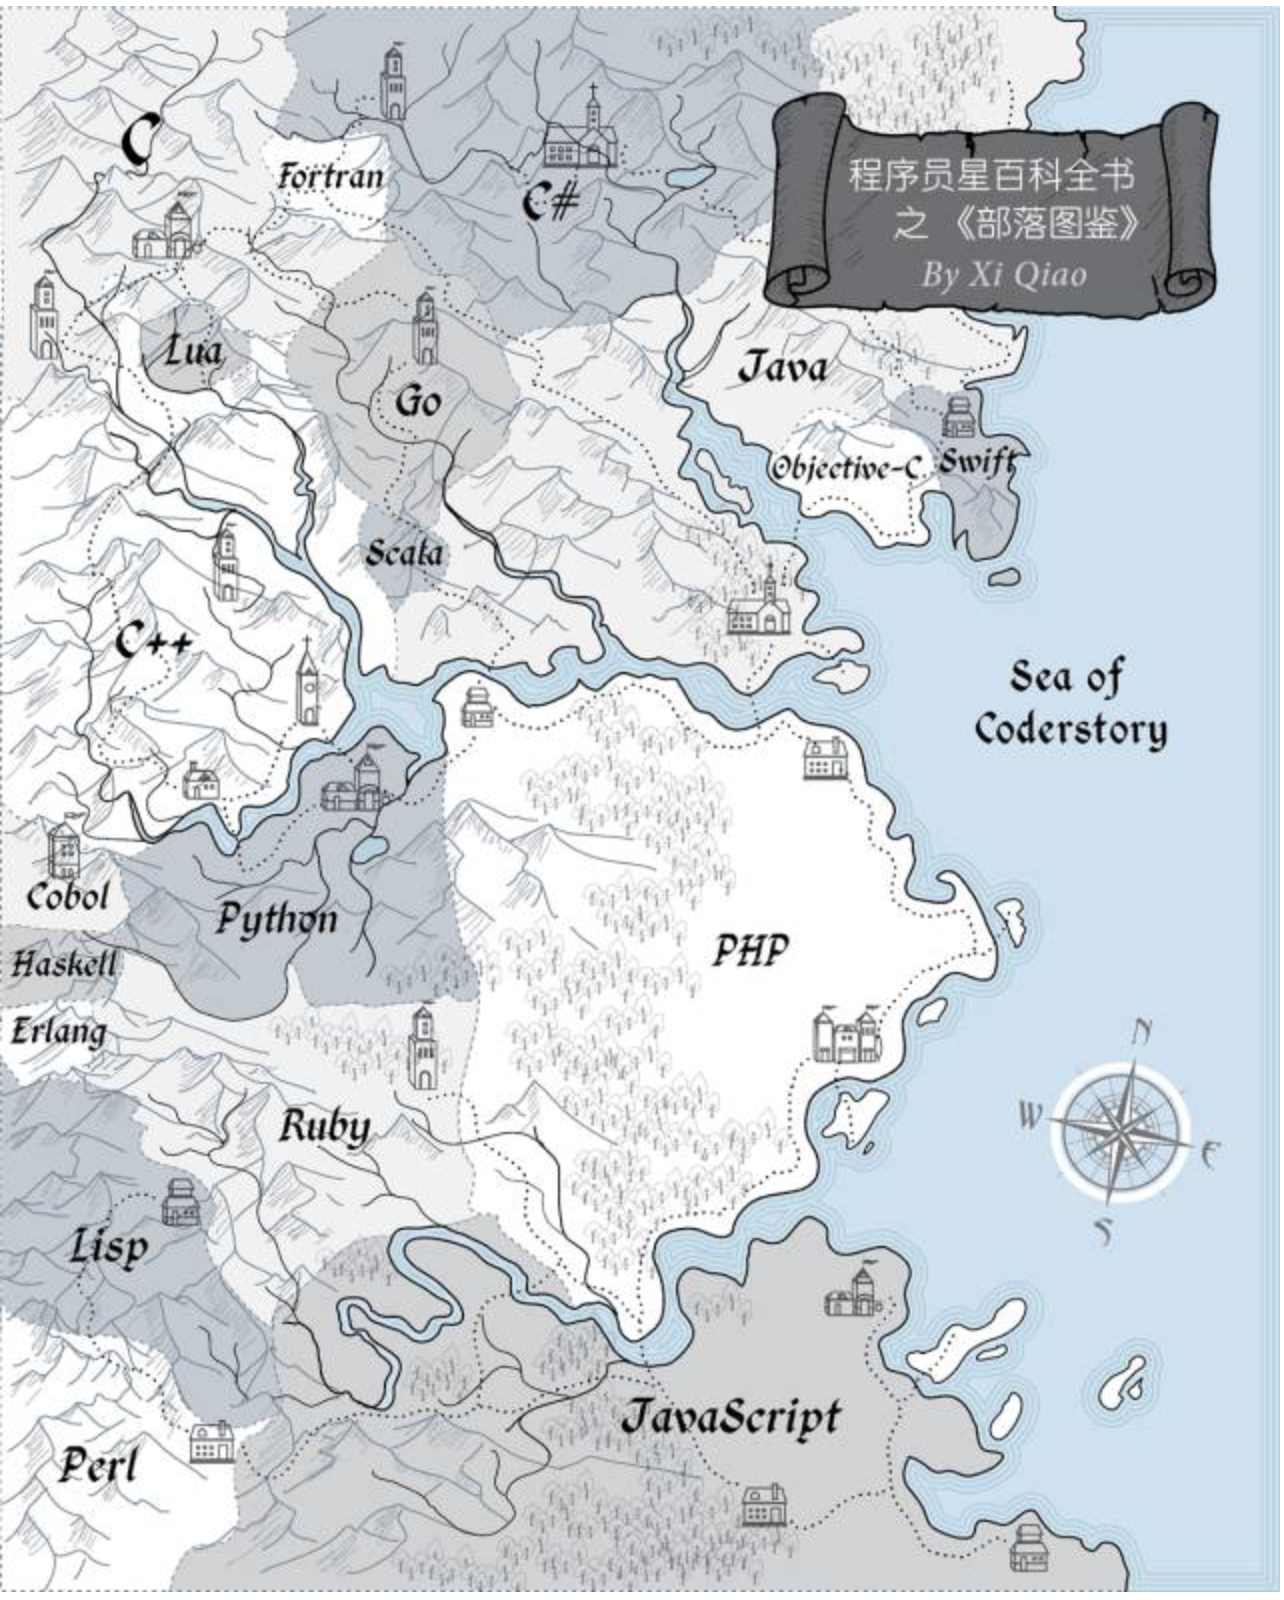 C
Fortran
C#
程序员星百科全书
之《部落图鉴》
By Xi Qiao
Lua
Go
Java
Objective-C
Swift
Scala
C++
Sea of
Coderstory
Cobol
Python
PHP
Haskell
Erlang
Ruby
N
W
E
S
Lisp
JavaScript
Perl